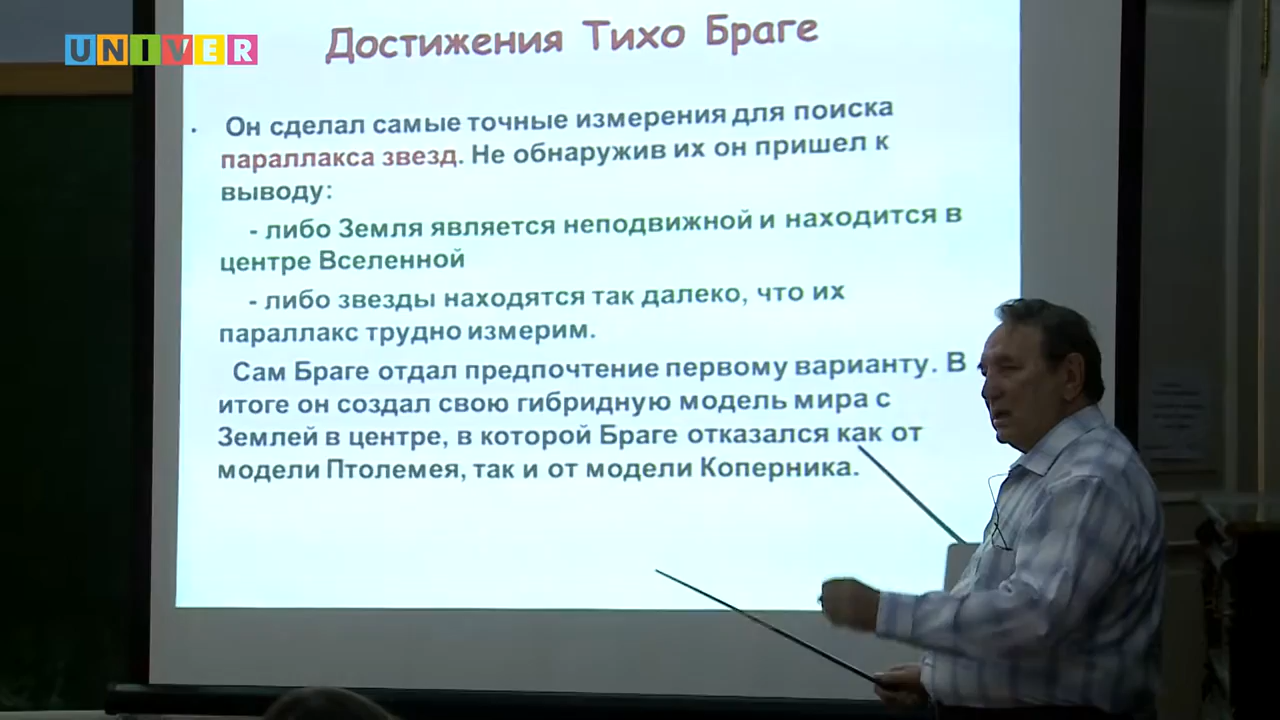 UNIVER
Достижения Тихо Браге
· Он сделал самые точные измерения для поиска
параллакса звезд. Не обнаружив их он пришел к
выводу:
- либо Земля является неподвижной и находится в
центре Вселенной
- либо звезды находятся так далеко, что их
параллакс трудно измерим.
Сам Браге отдал предпочтение первому варианту. В
итоге он создал свою гибридную модель мира с
Землей в центре, в которой Браге отказался как от
модели Птолемея, так и от модели Коперника.